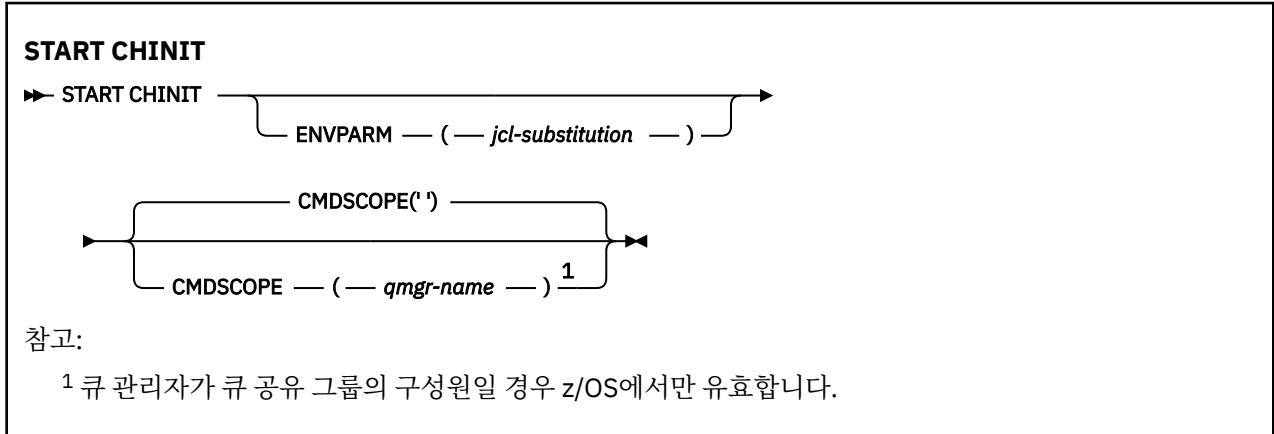 START CHINIT
START CHINIT
ENVPARM ( jcl-substitution )
CMDSCOPE(' ')
CMDSCOPE ( qmgr-name ) 1
참고:
1 큐 관리자가 큐 공유 그룹의 구성원일 경우 z/OS에서만 유효합니다.